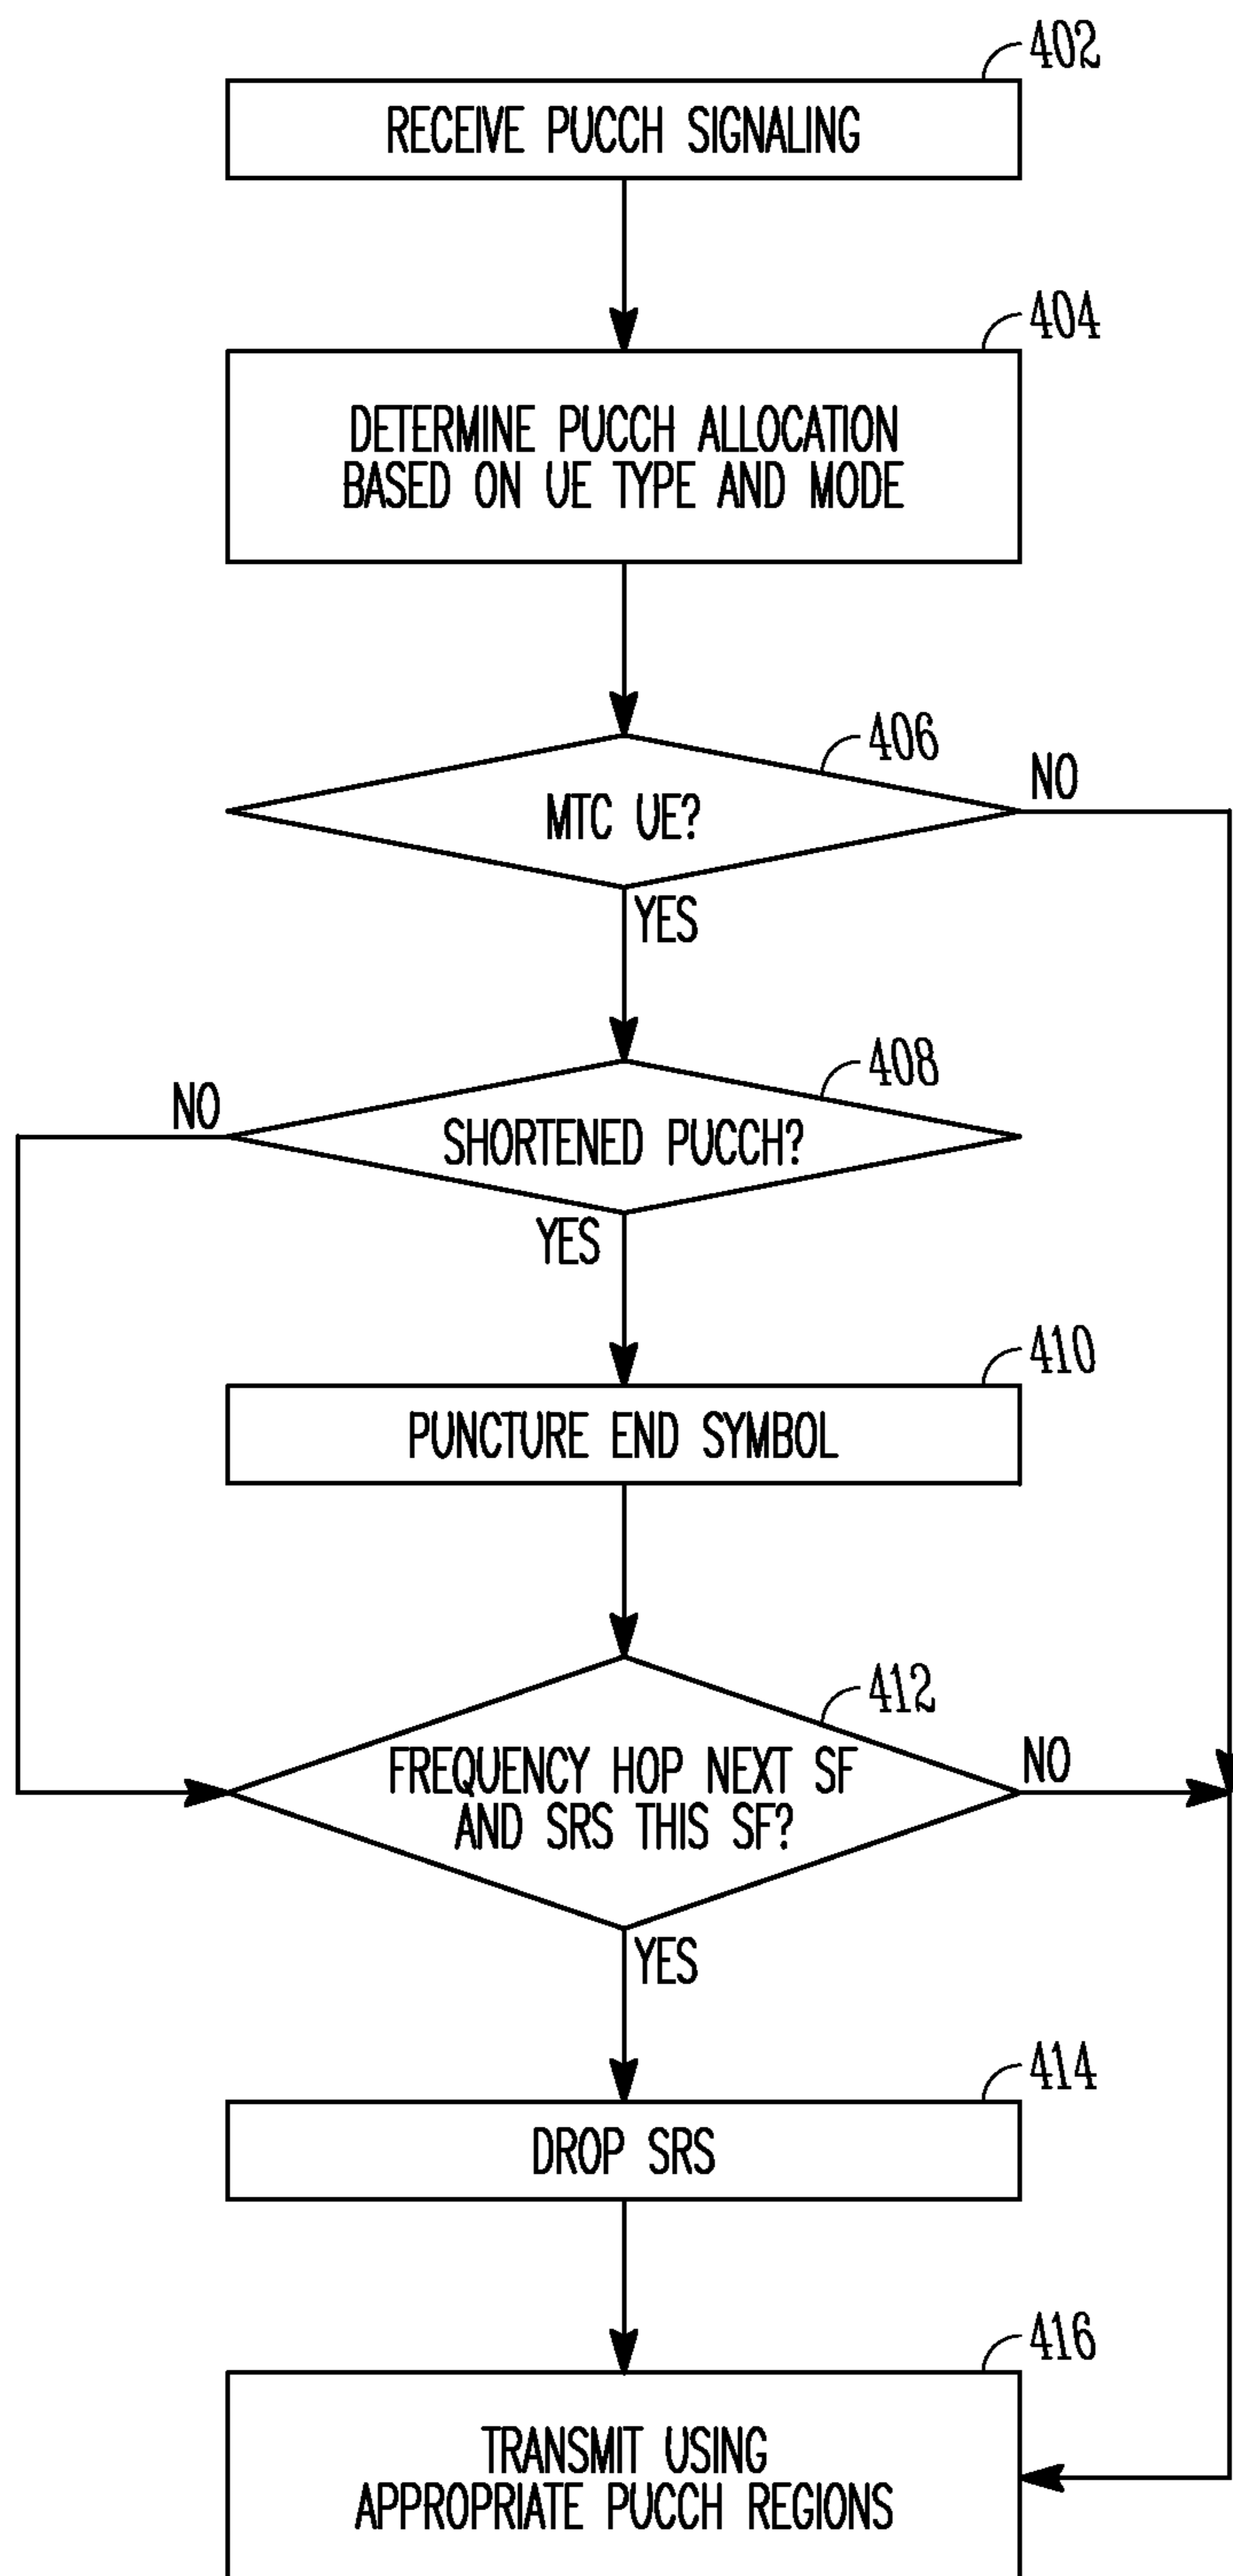 402
RECEIVE PUCCH SIGNALING
404
DETERMINE PUCCH ALLOCATION
BASED ON UE TYPE AND MODE
406
NO
MTC UE?
YES
408
NO
SHORTENED PUCCH?
YES
410
PUNCTURE END SYMBOL
412
FREQUENCY HOP NEXT SF
NO
AND SRS THIS SF?
YES
414
DROP SRS
416
TRANSMIT USING
APPROPRIATE PUCCH REGIONS